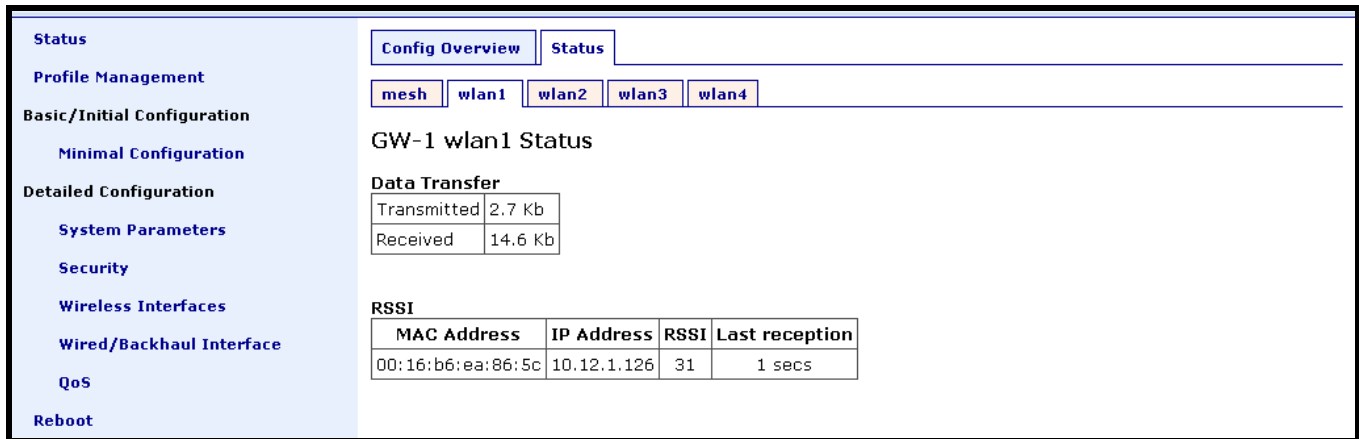 Status
Profile Management
Basic/Initial Configuration
Minimal Configuration
Detailed Configuration
System Parameters
Security
Wireless Interfaces
Wired/Backhaul Interface
QoS
Reboot
Config Overview Status
mesh wlan1 wlan2 wlan3 wlan4
GW-1 wlan1 Status
Data Transfer
Transmitted 2.7 Kb
Received 14.6 Kb
RSSI
MAC Address IP Address RSSI Last reception
00:16:b6:ea:86:5c 10.12.1.126 31 1 secs